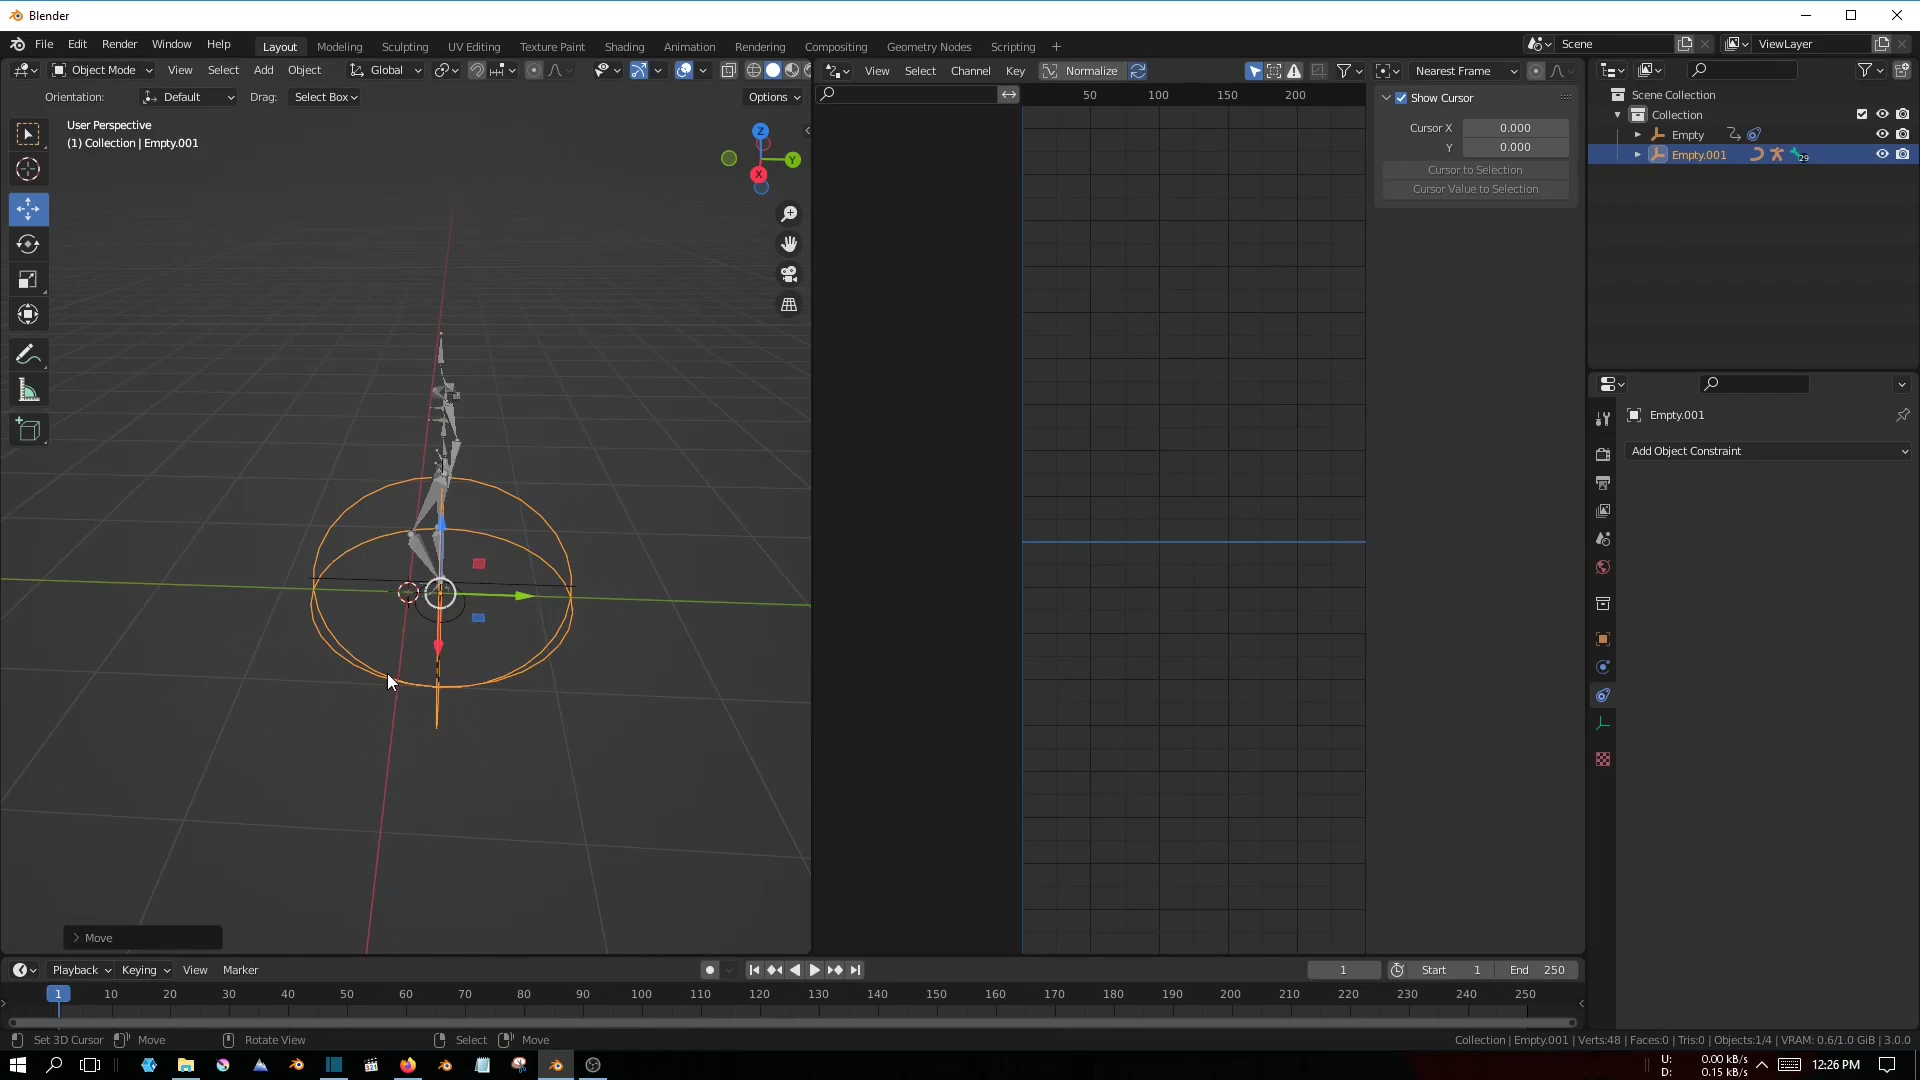 Blender
File Edit Render Window Help
Layout Modeling Sculpting UV Editing Texture Paint Shading Animation Rendering Compositing Geometry Nodes Scripting +
Scene ViewLayer
Object Mode View Select Add Object Global
View Select Channel Key Normalize Nearest Frame
Orientation: Default Drag: Select Box Options
50 100 150 200
User Perspective
(1) Collection | Empty.001
Z
Y
X
Show Cursor
Cursor X 0.000
Y 0.000
Cursor to Selection
Cursor Value to Selection
Scene Collection
Collection
Empty
Empty.001 29
Empty.001
Add Object Constraint
Move
Playback Keying View Marker
1 Start 1 End 250
1 10 20 30 40 50 60 70 80 90 100 110 120 130 140 150 160 170 180 190 200 210 220 230 240 250
Set 3D Cursor Move Rotate View Select Move
Collection | Empty.001 | Verts:48 | Faces:0 | Tris:0 | Objects:1/4 | VRAM: 0.6/1.0 GiB | 3.0.0
U: 0.00 kB/s
D: 0.15 kB/s
12:26 PM